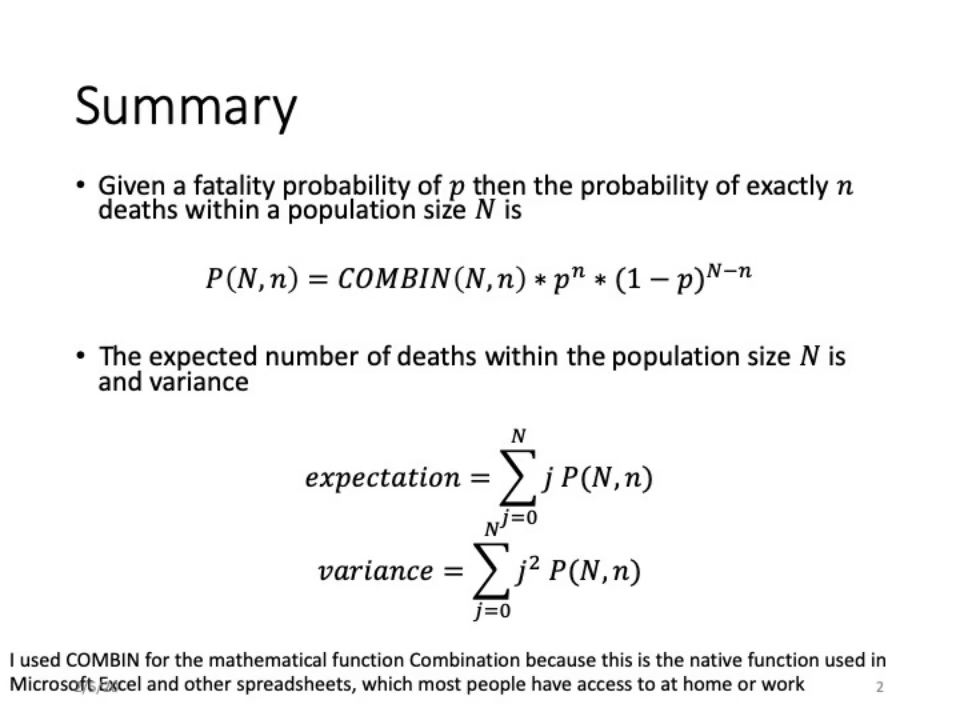 Summary
• Given a fatality probability of p then the probability of exactly n
deaths within a population size N is
P(N, n) = COMBIN(N, n) ∗ pⁿ ∗ (1 − p)ᴺ⁻ⁿ
• The expected number of deaths within the population size N is
and variance
N
expectation = ∑ j P(N, n)
j=0
N
variance = ∑ j² P(N, n)
j=0
I used COMBIN for the mathematical function Combination because this is the native function used in
Microsoft Excel and other spreadsheets, which most people have access to at home or work
2